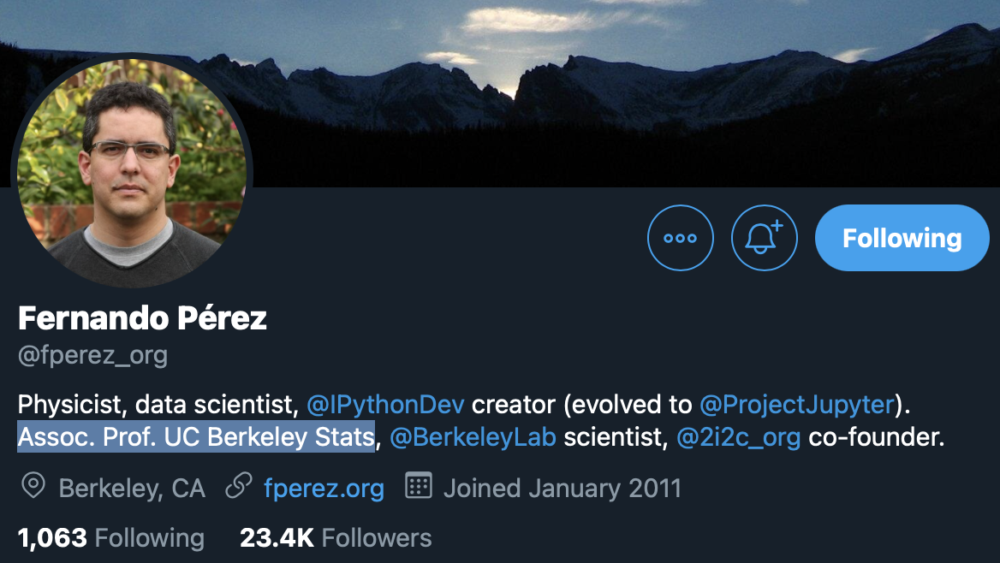 Following
Fernando Pérez
@fperez_org
Physicist, data scientist, @IPythonDev creator (evolved to @ProjectJupyter).
Assoc. Prof. UC Berkeley Stats, @BerkeleyLab scientist, @2i2c_org co-founder.
Berkeley, CA fperez.org Joined January 2011
1,063 Following 23.4K Followers